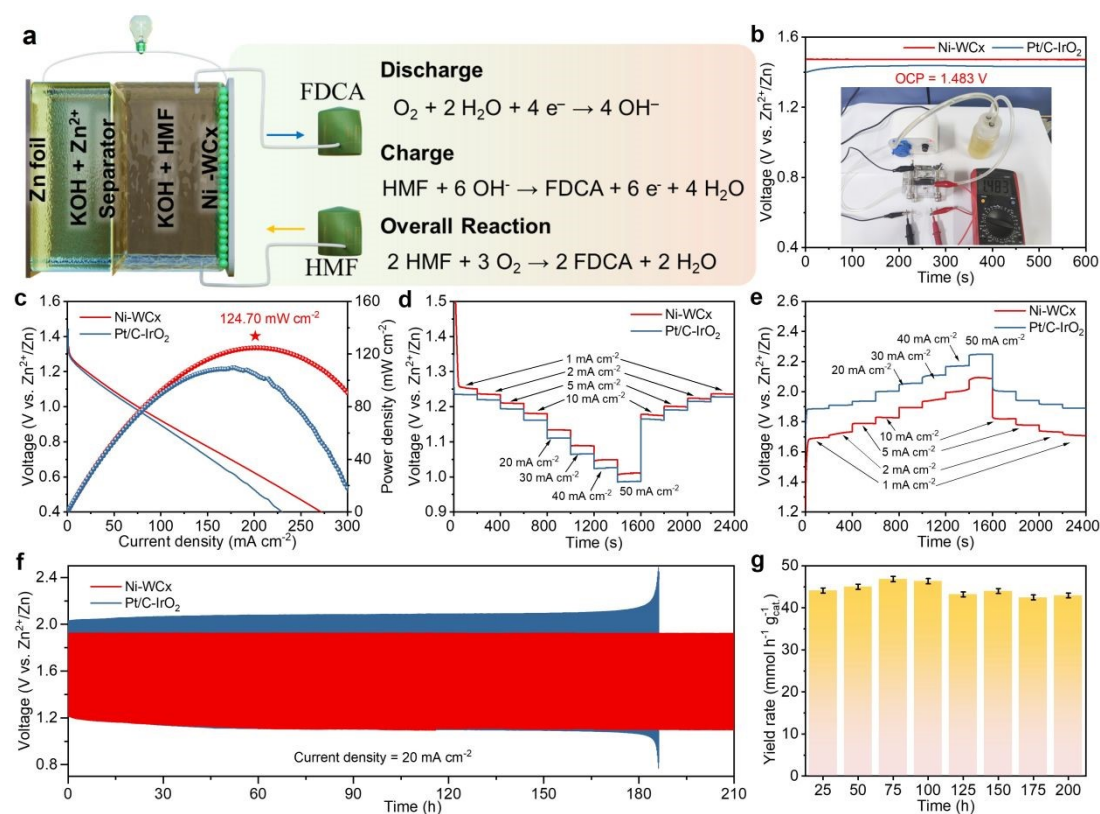 a
Zn foil
KOH + Zn²⁺
Separator
KOH + HMF
Ni -WCx
FDCA
HMF
Discharge
O₂ + 2 H₂O + 4 e⁻ → 4 OH⁻
Charge
HMF + 6 OH⁻ → FDCA + 6 e⁻ + 4 H₂O
Overall Reaction
2 HMF + 3 O₂ → 2 FDCA + 2 H₂O
b
Voltage (V vs. Zn²⁺/Zn)
1.6
1.2
0.8
0.4
Ni-WCx
Pt/C-IrO₂
OCP = 1.483 V
1.483
0 100 200 300 400 500 600
Time (s)
c
Voltage (V vs. Zn²⁺/Zn)
1.6
1.4
1.2
1.0
0.8
0.6
0.4
Ni-WCx
Pt/C-IrO₂
124.70 mW cm⁻²
160
120
80
40
0
Power density (mW cm⁻²)
0 50 100 150 200 250 300
Current density (mA cm⁻²)
d
Voltage (V vs. Zn²⁺/Zn)
1.5
1.4
1.3
1.2
1.1
1.0
0.9
Ni-WCx
Pt/C-IrO₂
1 mA cm⁻²
2 mA cm⁻²
5 mA cm⁻²
10 mA cm⁻²
20 mA cm⁻²
30 mA cm⁻²
40 mA cm⁻²
50 mA cm⁻²
0 400 800 1200 1600 2000 2400
Time (s)
e
Voltage (V vs. Zn²⁺/Zn)
2.6
2.4
2.2
2.0
1.8
1.6
1.4
1.2
Ni-WCx
Pt/C-IrO₂
40 mA cm⁻²
50 mA cm⁻²
30 mA cm⁻²
20 mA cm⁻²
10 mA cm⁻²
5 mA cm⁻²
2 mA cm⁻²
1 mA cm⁻²
0 400 800 1200 1600 2000 2400
Time (s)
f
Voltage (V vs. Zn²⁺/Zn)
2.4
2.0
1.6
1.2
0.8
Ni-WCx
Pt/C-IrO₂
Current density = 20 mA cm⁻²
0 30 60 90 120 150 180 210
Time (h)
g
Yield rate (mmol h⁻¹ g⁻¹cat.)
50
40
30
20
10
0
25 50 75 100 125 150 175 200
Time (h)